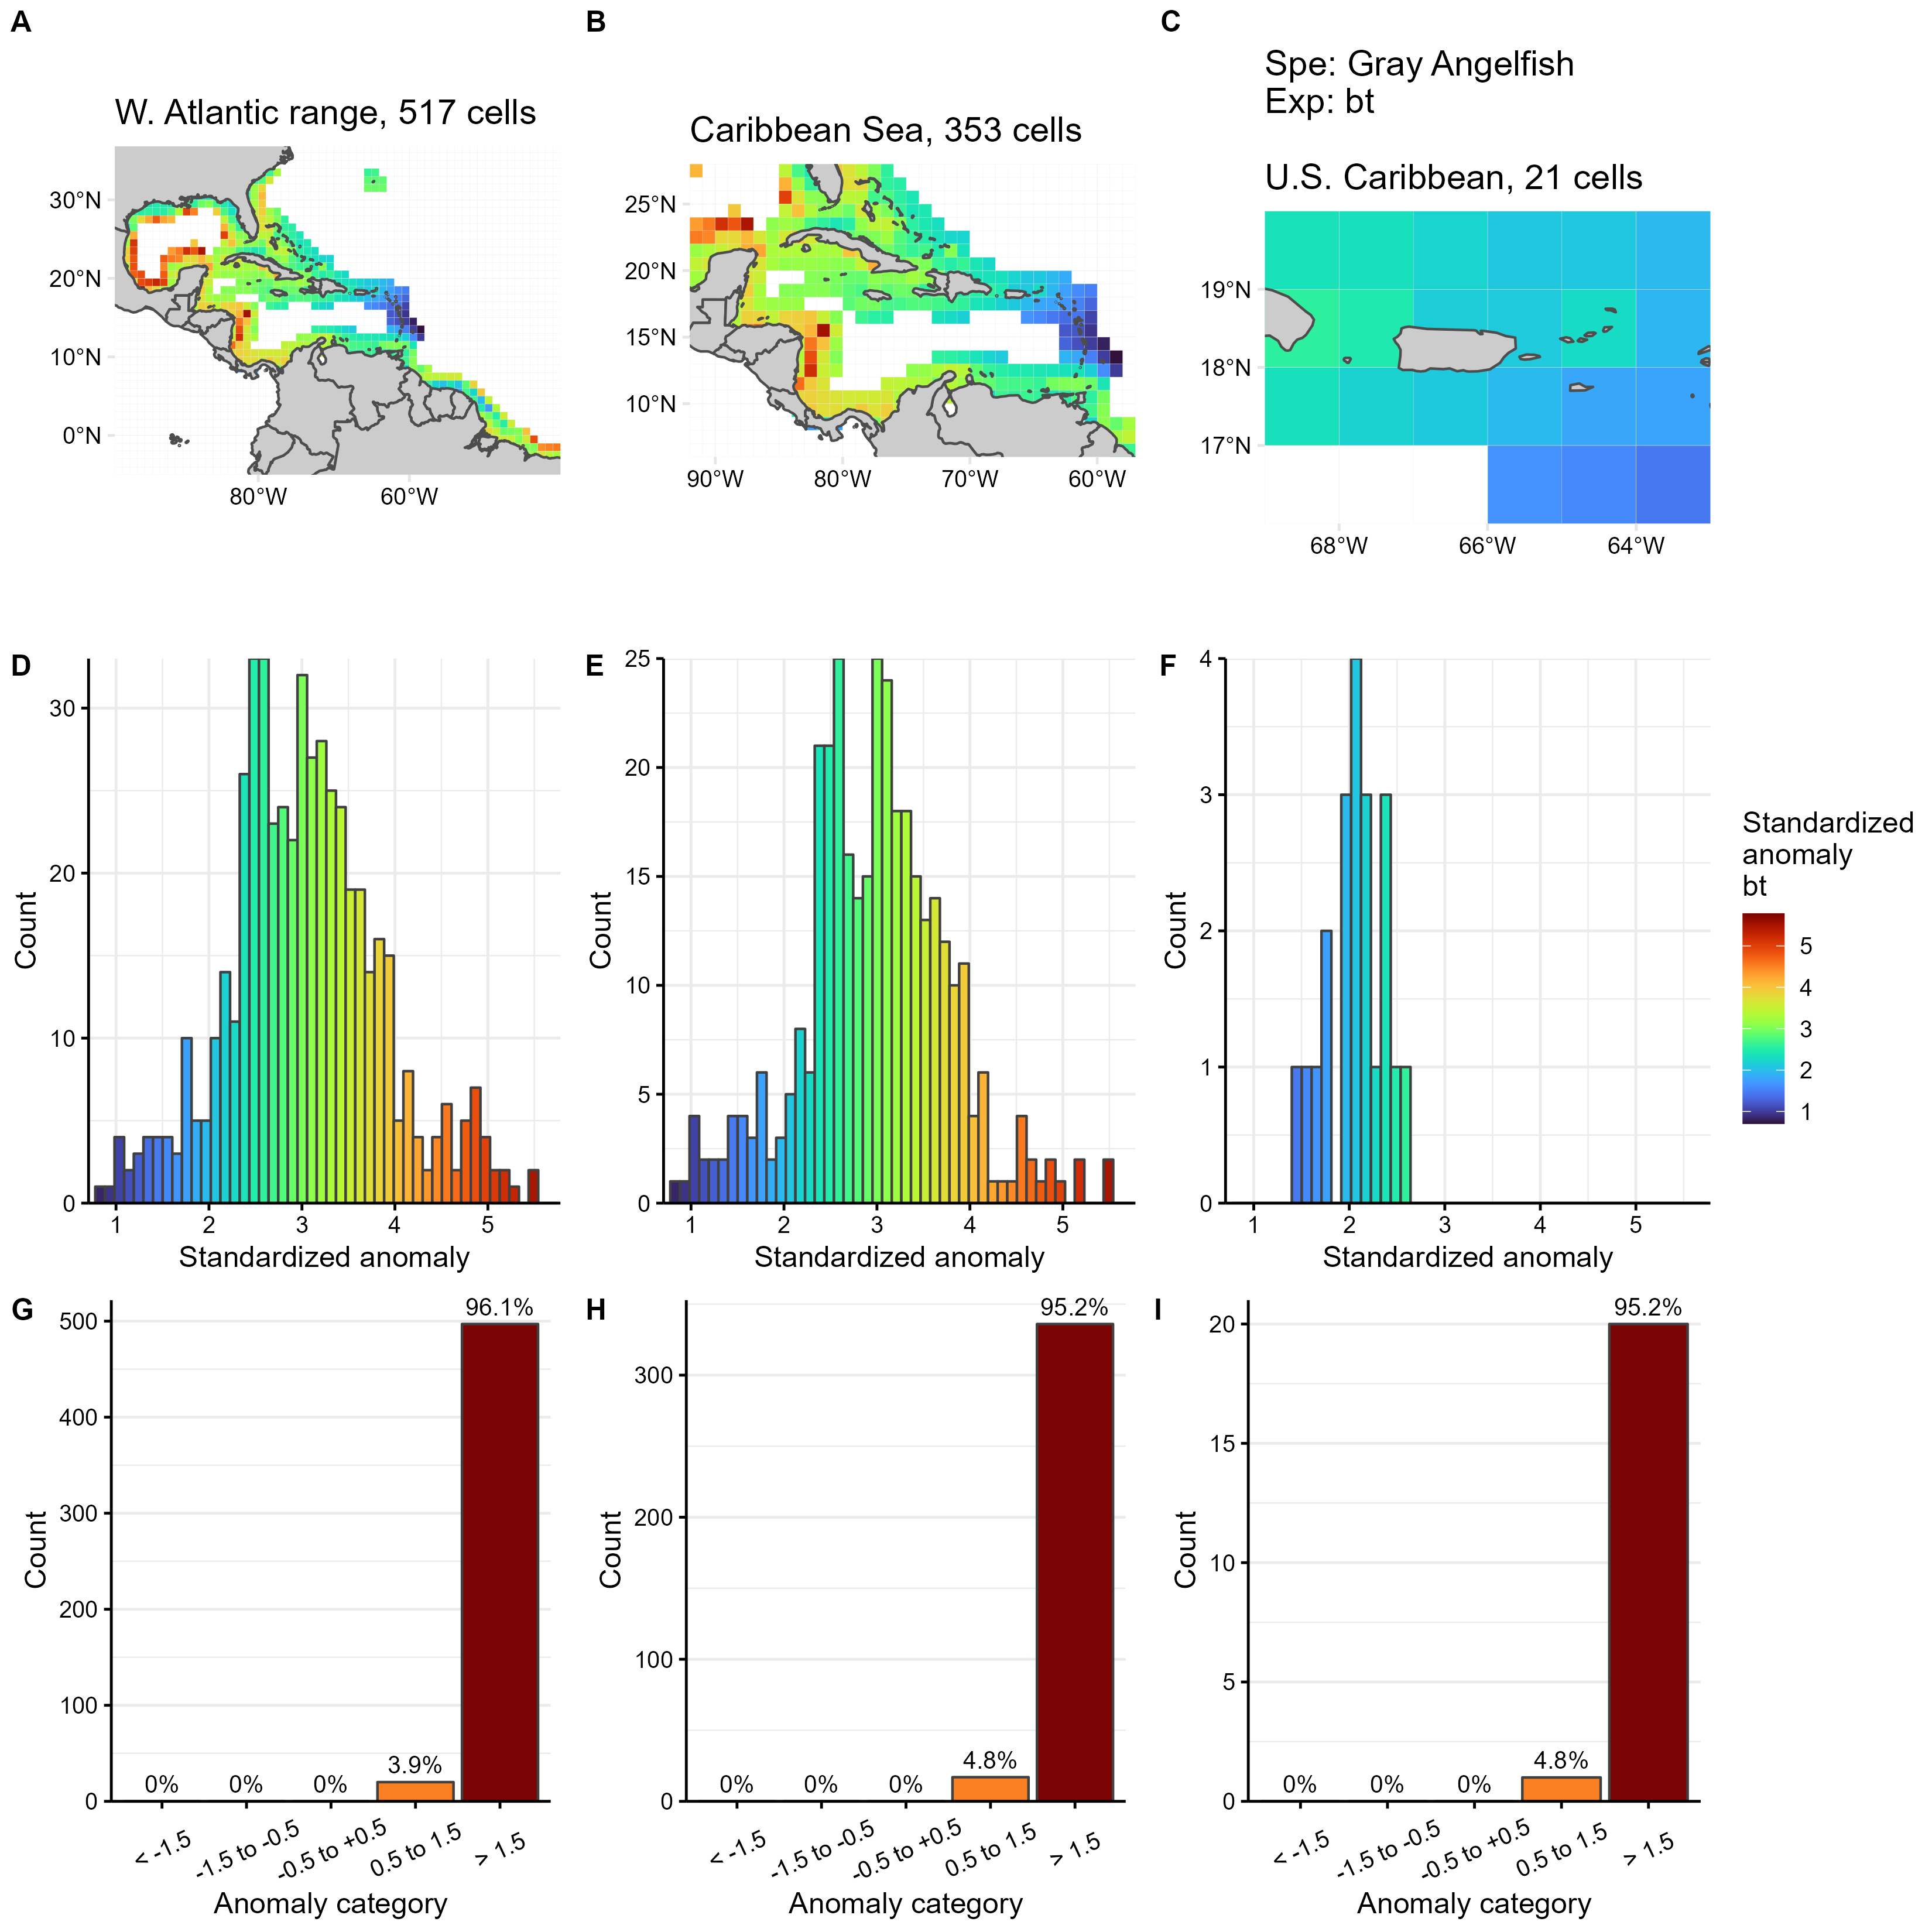 A
B
C
W. Atlantic range, 517 cells
Caribbean Sea, 353 cells
Spe: Gray Angelfish
Exp: bt
U.S. Caribbean, 21 cells
30°N
20°N
10°N
0°N
80°W
60°W
25°N
20°N
15°N
10°N
90°W
80°W
70°W
60°W
19°N
18°N
17°N
68°W
66°W
64°W
D
30
20
10
0
Count
1
2
3
4
5
Standardized anomaly
E
25
20
15
10
5
0
Count
1
2
3
4
5
Standardized anomaly
F
4
3
2
1
0
Count
1
2
3
4
5
Standardized anomaly
Standardized
anomaly
bt
5
4
3
2
1
G
500
400
300
200
100
0
Count
0%
0%
0%
3.9%
96.1%
< -1.5
-1.5 to -0.5
-0.5 to +0.5
0.5 to 1.5
> 1.5
Anomaly category
H
300
200
100
0
Count
0%
0%
0%
4.8%
95.2%
< -1.5
-1.5 to -0.5
-0.5 to +0.5
0.5 to 1.5
> 1.5
Anomaly category
I
20
15
10
5
0
Count
0%
0%
0%
4.8%
95.2%
< -1.5
-1.5 to -0.5
-0.5 to +0.5
0.5 to 1.5
> 1.5
Anomaly category